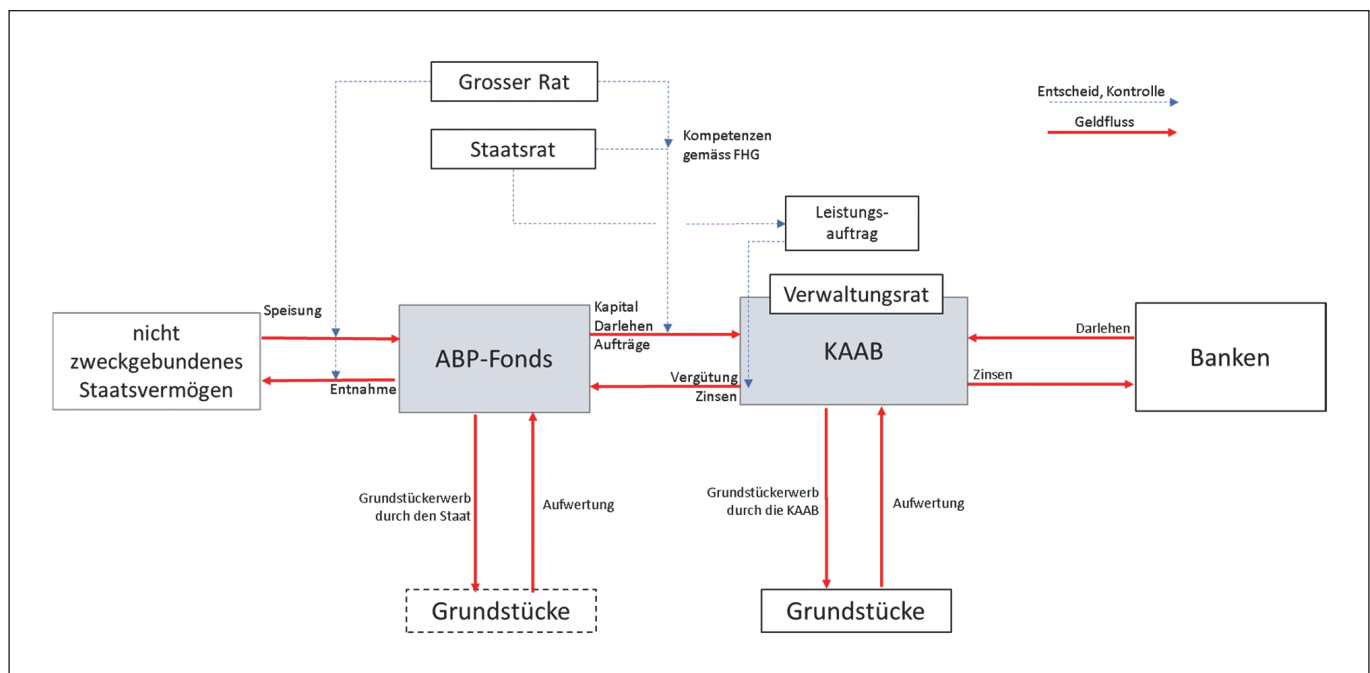 Grosser Rat
Entscheid, Kontrolle
Geldfluss
Staatsrat
Kompetenzen
gemäss FHG
Leistungs-
auftrag
Verwaltungsrat
Speisung
nicht
zweckgebundenes
Staatsvermögen
Entnahme
ABP-Fonds
Kapital
Darlehen
Aufträge
Vergütung
Zinsen
KAAB
Darlehen
Zinsen
Banken
Grundstückerwerb
durch den Staat
Aufwertung
Grundstückerwerb
durch die KAAB
Aufwertung
Grundstücke
Grundstücke